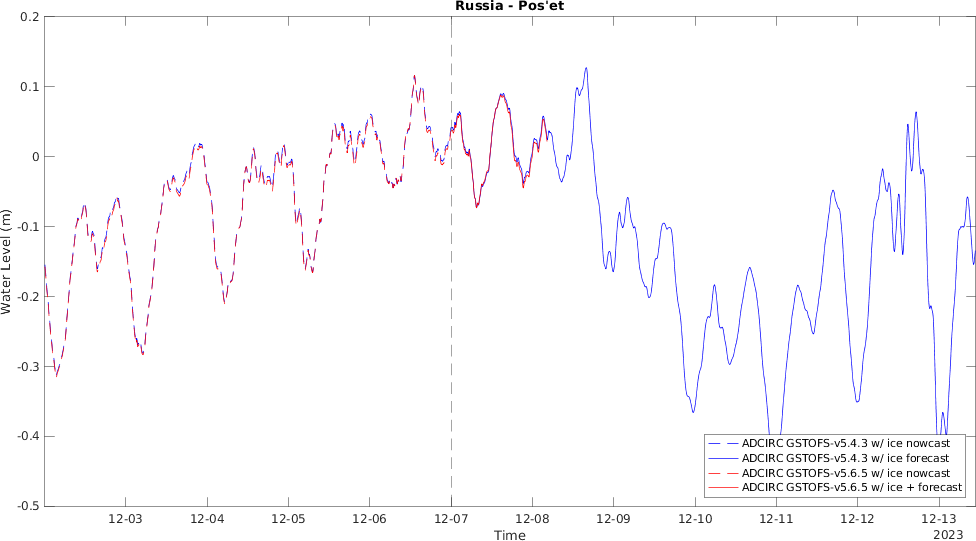 Russia - Pos'et
0.2
0.1
0
-0.1
-0.2
-0.3
-0.4
-0.5
Water Level (m)
ADCIRC GSTOFS-v5.4.3 w/ ice nowcast
ADCIRC GSTOFS-v5.4.3 w/ ice forecast
ADCIRC GSTOFS-v5.6.5 w/ ice nowcast
ADCIRC GSTOFS-v5.6.5 w/ ice + forecast
12-03 12-04 12-05 12-06 12-07 12-08 12-09 12-10 12-11 12-12 12-13
Time
2023